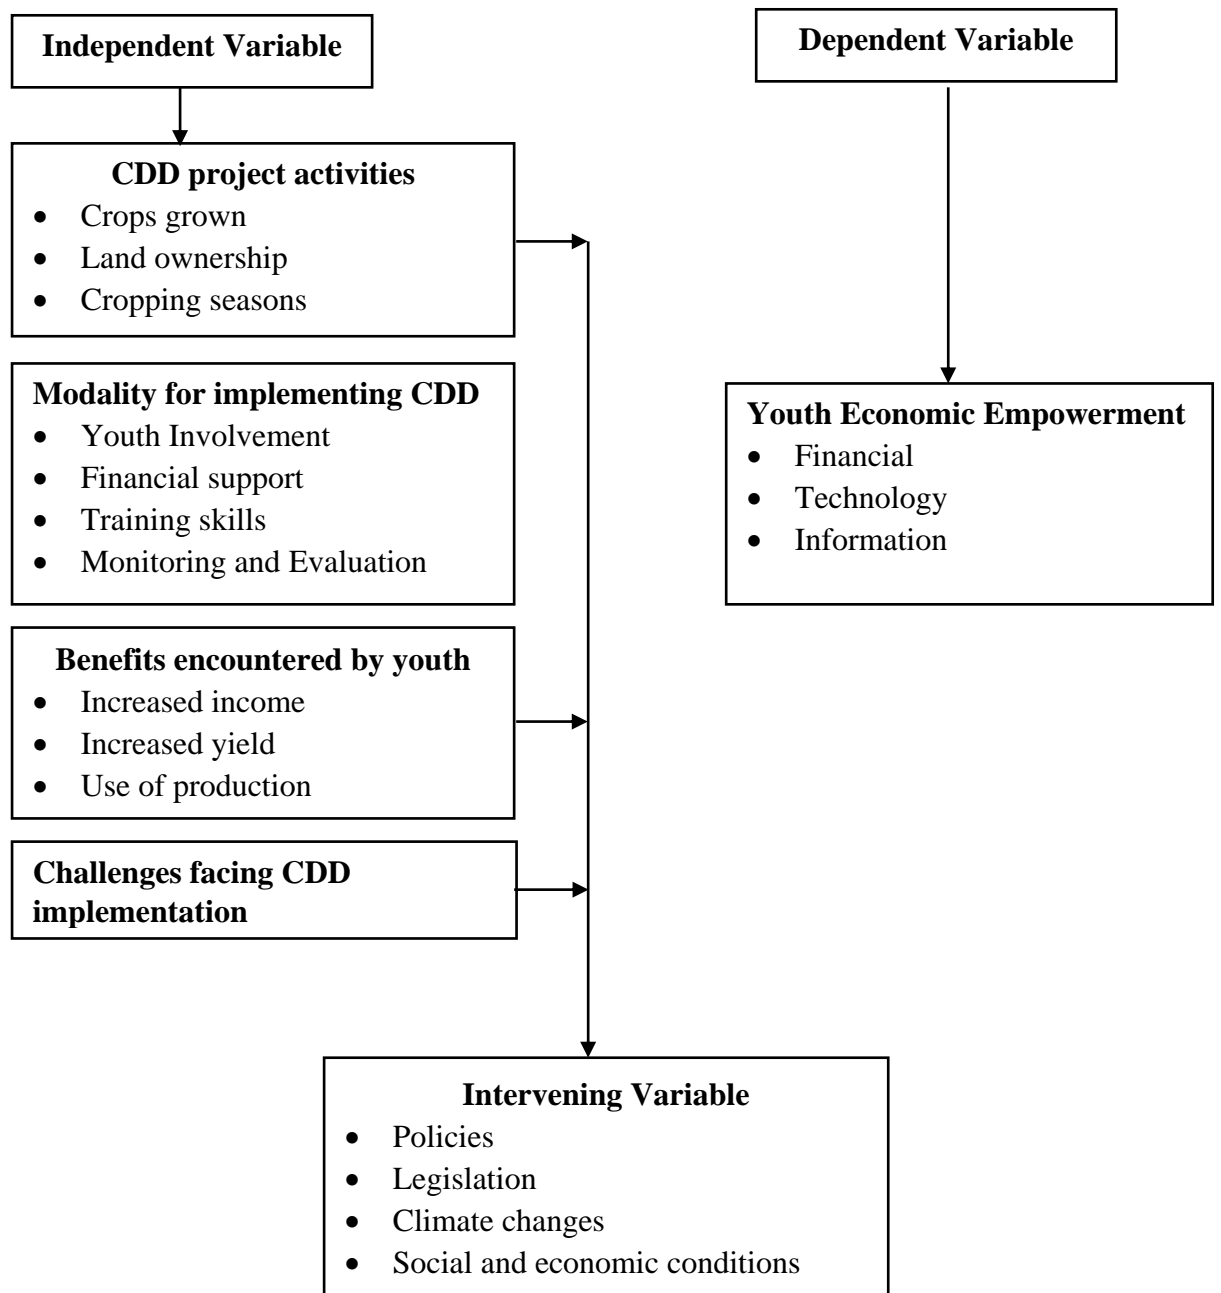 Independent Variable
Dependent Variable
CDD project activities
• Crops grown
• Land ownership
• Cropping seasons
Modality for implementing CDD
• Youth Involvement
• Financial support
• Training skills
• Monitoring and Evaluation
Youth Economic Empowerment
• Financial
• Technology
• Information
Benefits encountered by youth
• Increased income
• Increased yield
• Use of production
Challenges facing CDD
implementation
Intervening Variable
• Policies
• Legislation
• Climate changes
• Social and economic conditions